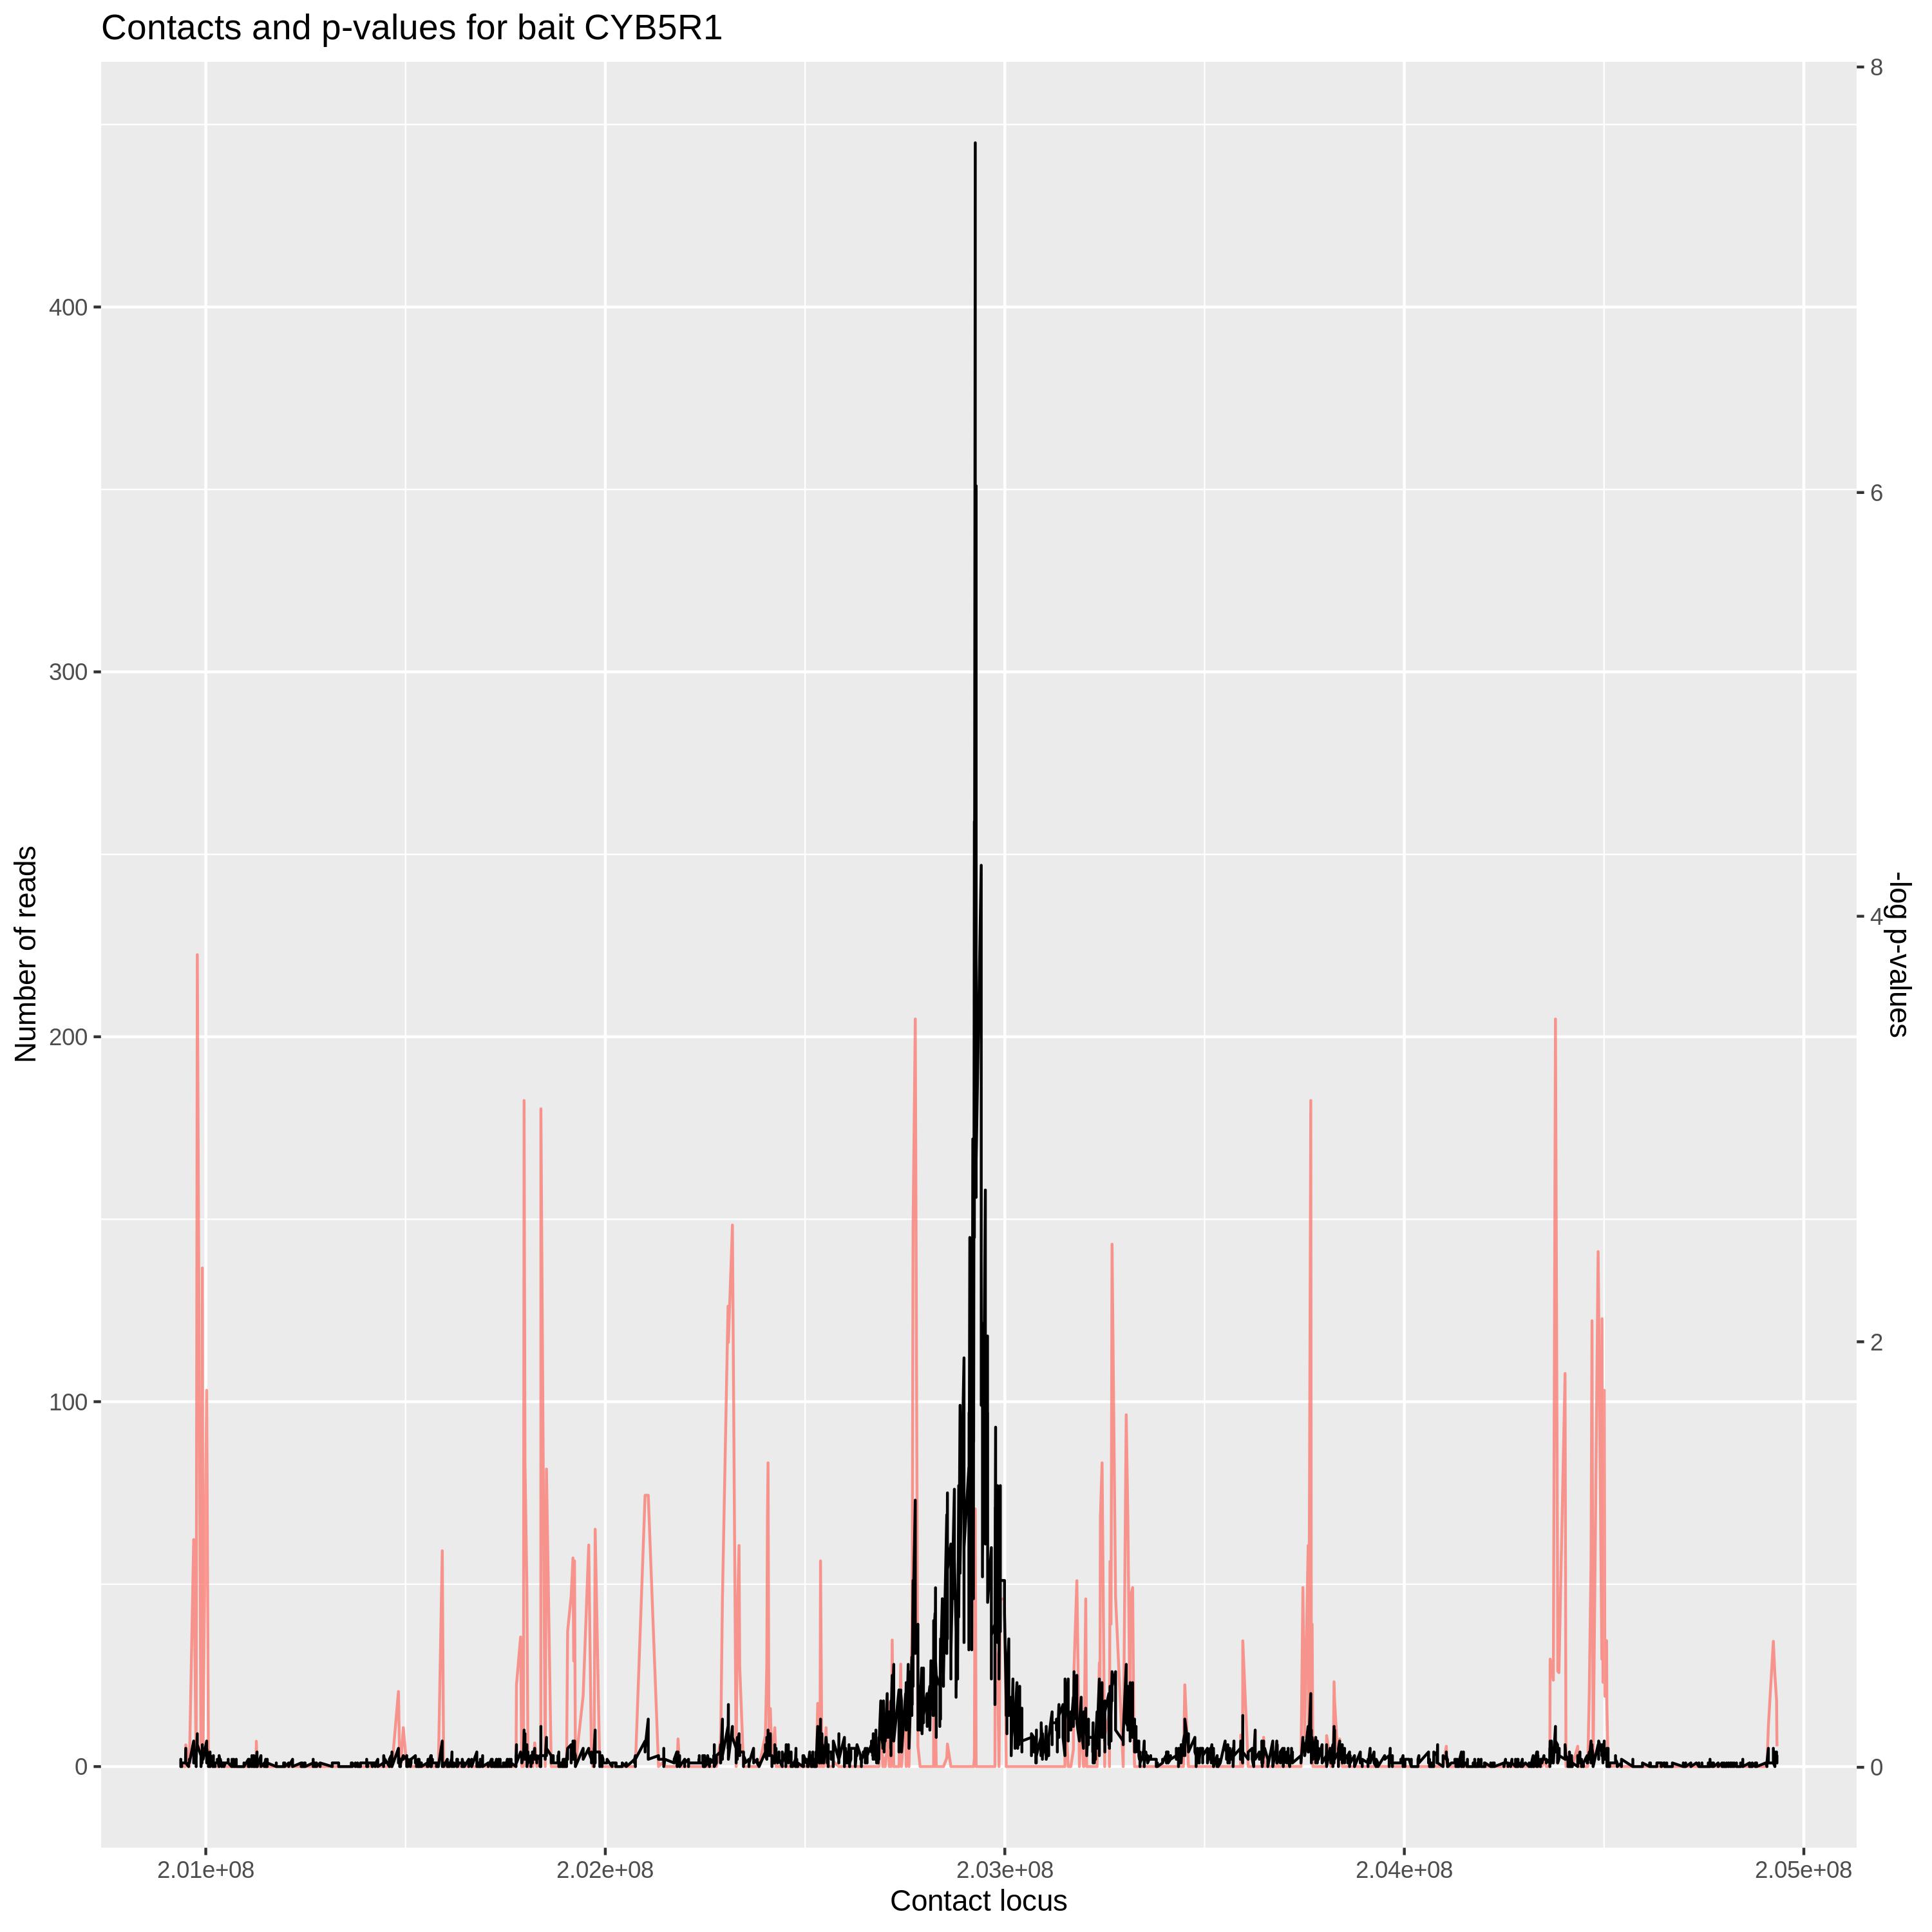 Contacts and p-values for bait CYB5R1
Number of reads
400
300
200
100
0
8
6
4
2
0
-log p-values
2.01e+08
2.02e+08
2.03e+08
2.04e+08
2.05e+08
Contact locus